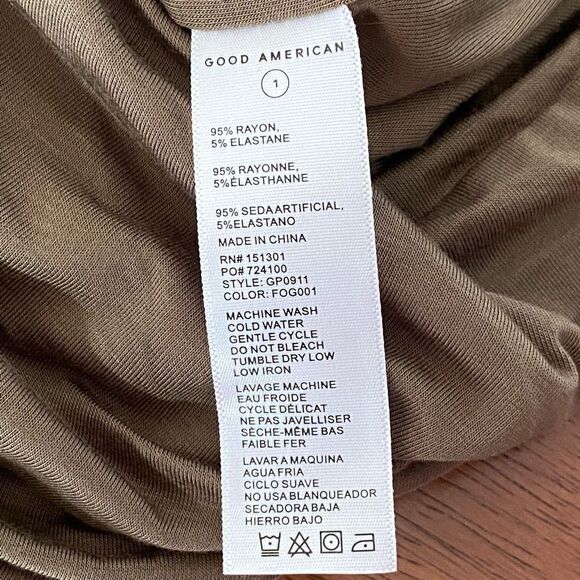 GOOD AMERICAN
1
95% RAYON,
5% ELASTANE
95% RAYONNE,
5%ÉLASTHANNE
95% SEDA ARTIFICIAL,
5%ELASTANO
MADE IN CHINA
RN# 151301
PO# 724100
STYLE: GP0911
COLOR: FOG001
MACHINE WASH
COLD WATER
GENTLE CYCLE
DO NOT BLEACH
TUMBLE DRY LOW
LOW IRON
LAVAGE MACHINE
EAU FROIDE
CYCLE DÉLICAT
NE PAS JAVELLISER
SÈCHE-MÊME BAS
FAIBLE FER
LAVAR A MAQUINA
AGUA FRIA
CICLO SUAVE
NO USA BLANQUEADOR
SECADORA BAJA
HIERRO BAJO